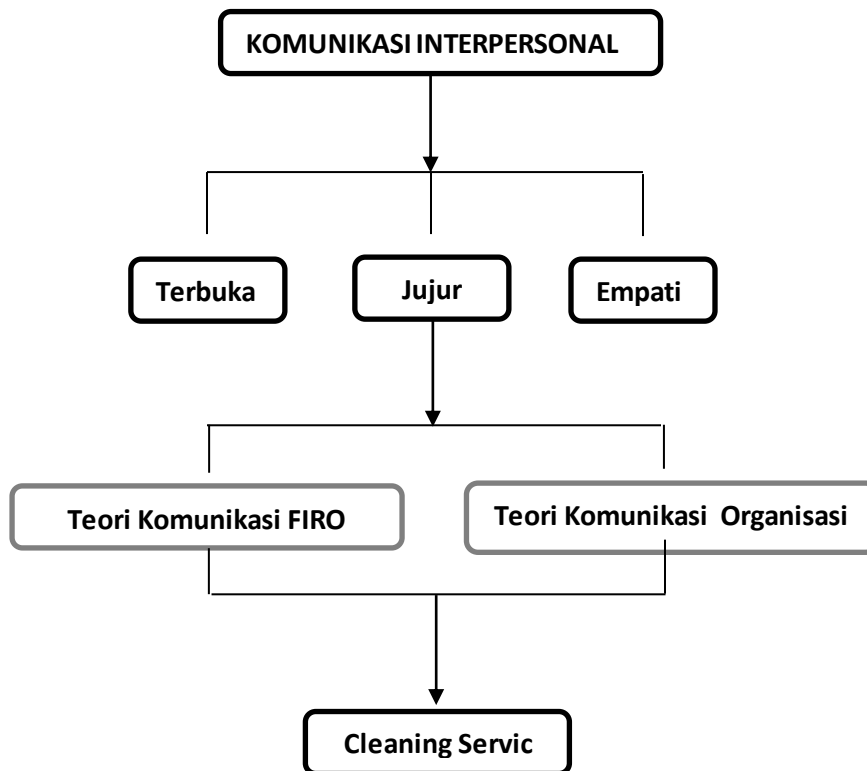 KOMUNIKASI INTERPERSONAL
Terbuka
Jujur
Empati
Teori Komunikasi FIRO
Teori Komunikasi Organisasi
Cleaning Servic